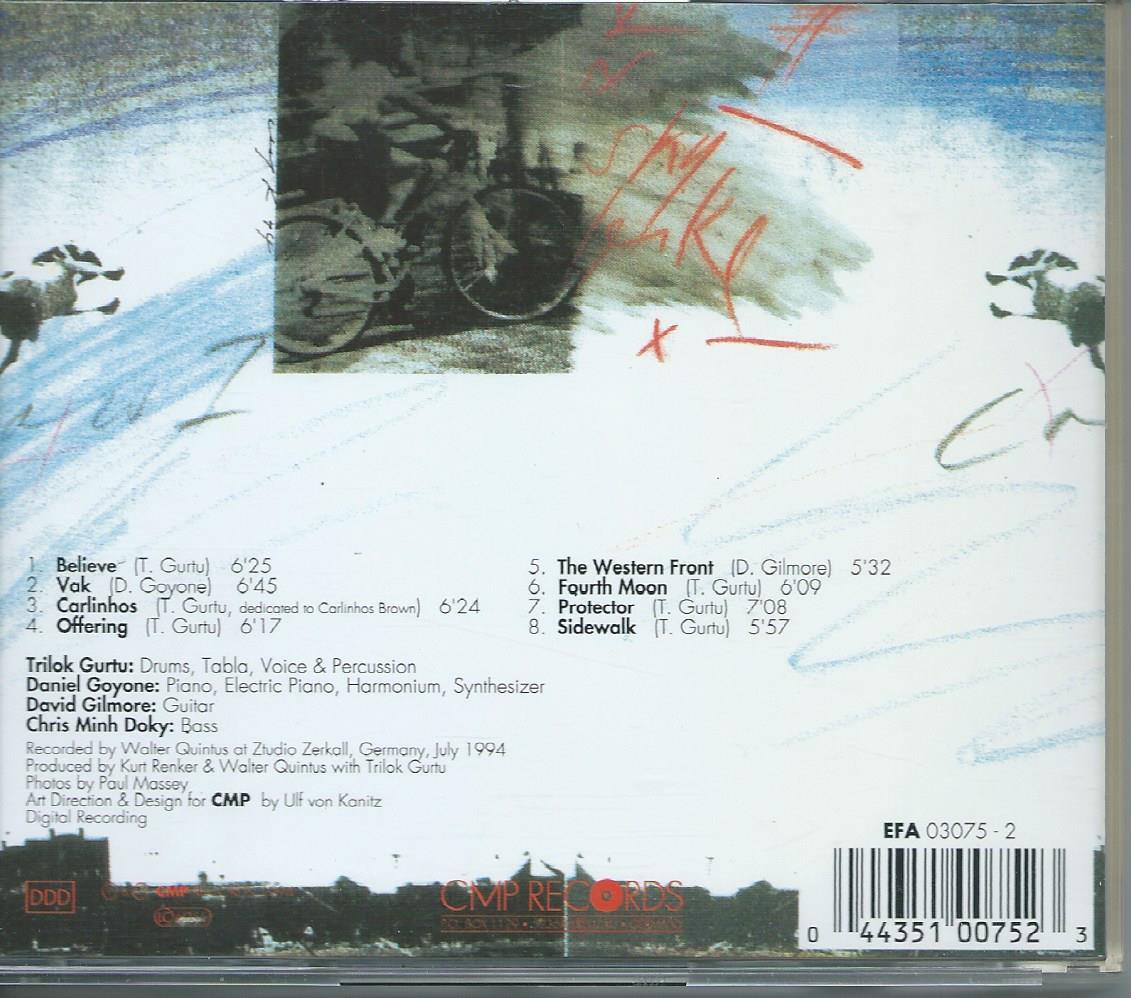 1. Believe (T. Gurtu) 6'25
2. Vak (D. Goyone) 6'45
3. Carlinhos (T. Gurtu, dedicated to Carlinhos Brown) 6'24
4. Offering (T. Gurtu) 6'17
5. The Western Front (D. Gilmore) 5'32
6. Fourth Moon (T. Gurtu) 6'09
7. Protector (T. Gurtu) 7'08
8. Sidewalk (T. Gurtu) 5'57
Trilok Gurtu: Drums, Tabla, Voice & Percussion
Daniel Goyone: Piano, Electric Piano, Harmonium, Synthesizer
David Gilmore: Guitar
Chris Minh Doky: Bass
Recorded by Walter Quintus at Ztudio Zerkall, Germany, July 1994
Produced by Kurt Renker & Walter Quintus with Trilok Gurtu
Photos by Paul Massey
Art Direction & Design for CMP by Ulf von Kanitz
Digital Recording
EFA 03075 - 2
DDD
CMP
CMP RECORDS
0 44351 00752 3